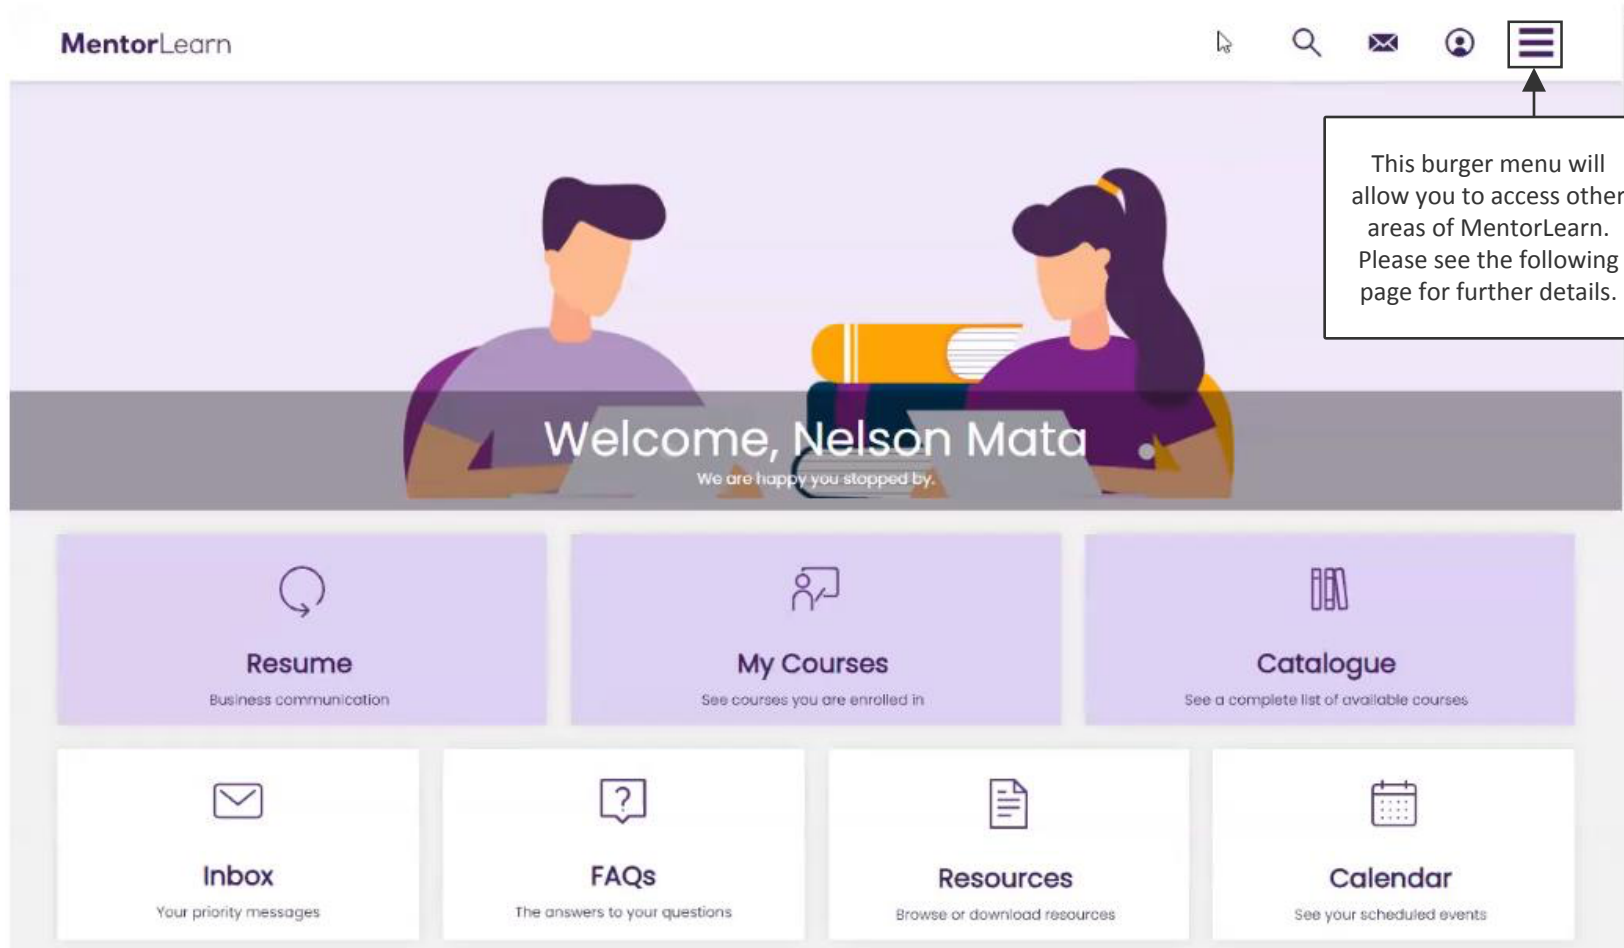 MentorLearn
This burger menu will
allow you to access other
areas of MentorLearn.
Please see the following
page for further details.
Welcome, Nelson Mata
We are happy you stopped by.
Resume
Business communication
My Courses
See courses you are enrolled in
Catalogue
See a complete list of available courses
Inbox
Your priority messages
FAQs
The answers to your questions
Resources
Browse or download resources
Calendar
See your scheduled events